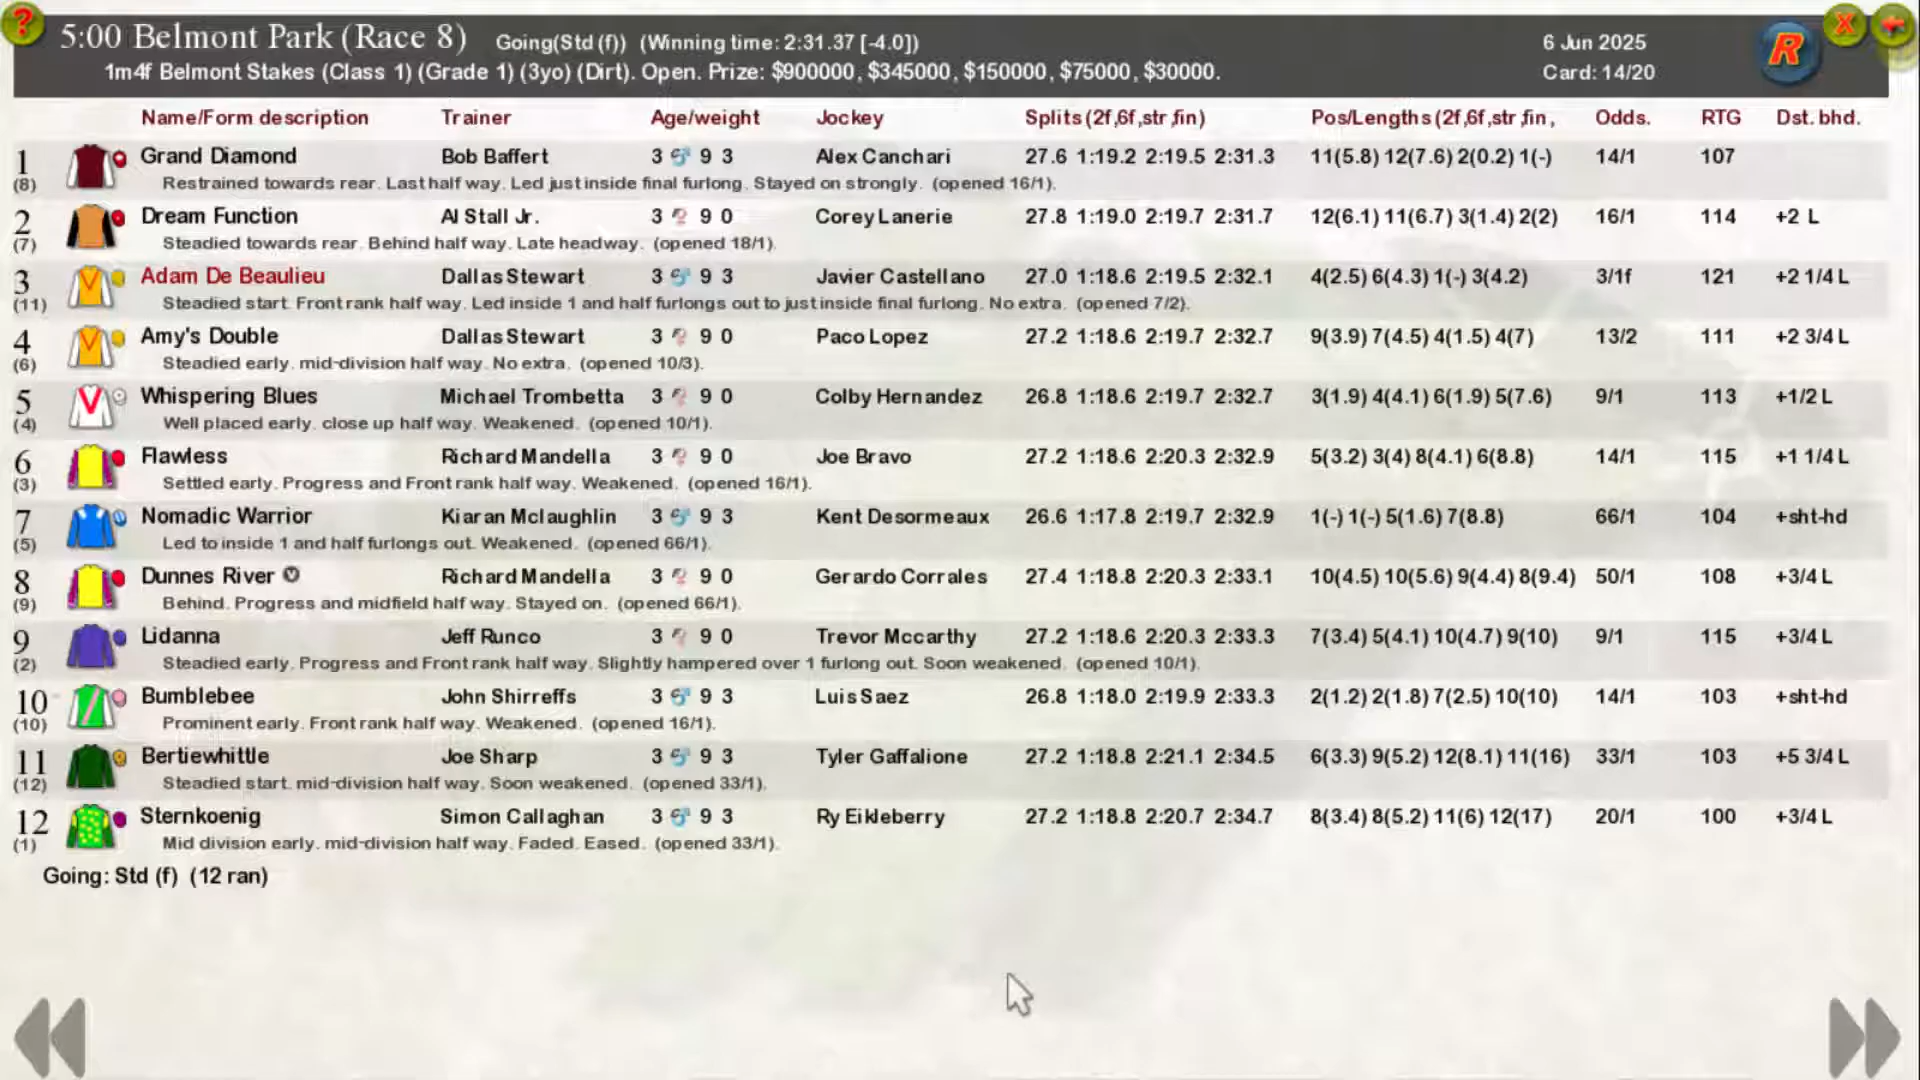 ?
5:00 Belmont Park (Race 8) Going(Std (f)) (Winning time: 2:31.37 [-4.0]) 6 Jun 2025 R X
1m4f Belmont Stakes (Class 1) (Grade 1) (3yo) (Dirt). Open. Prize: $900000, $345000, $150000, $75000, $30000. Card: 14/20
Name/Form description Trainer Age/weight Jockey Splits (2f,6f,str,fin) Pos/Lengths (2f,6f,str,fin, Odds. RTG Dst. bhd.
1 Grand Diamond Bob Baffert 3 9 3 Alex Canchari 27.6 1:19.2 2:19.5 2:31.3 11(5.8) 12(7.6) 2(0.2) 1(-) 14/1 107
(8) Restrained towards rear. Last half way. Led just inside final furlong. Stayed on strongly. (opened 16/1).
2 Dream Function Al Stall Jr. 3 9 0 Corey Lanerie 27.8 1:19.0 2:19.7 2:31.7 12(6.1) 11(6.7) 3(1.4) 2(2) 16/1 114 +2 L
(7) Steadied towards rear. Behind half way. Late headway. (opened 18/1).
3 Adam De Beaulieu Dallas Stewart 3 9 3 Javier Castellano 27.0 1:18.6 2:19.5 2:32.1 4(2.5) 6(4.3) 1(-) 3(4.2) 3/1f 121 +2 1/4 L
(11) Steadied start. Front rank half way. Led inside 1 and half furlongs out to just inside final furlong. No extra. (opened 7/2).
4 Amy's Double Dallas Stewart 3 9 0 Paco Lopez 27.2 1:18.6 2:19.7 2:32.7 9(3.9) 7(4.5) 4(1.5) 4(7) 13/2 111 +2 3/4 L
(6) Steadied early. mid-division half way. No extra. (opened 10/3).
5 Whispering Blues Michael Trombetta 3 9 0 Colby Hernandez 26.8 1:18.6 2:19.7 2:32.7 3(1.9) 4(4.1) 6(1.9) 5(7.6) 9/1 113 +1/2 L
(4) Well placed early. close up half way. Weakened. (opened 10/1).
6 Flawless Richard Mandella 3 9 0 Joe Bravo 27.2 1:18.6 2:20.3 2:32.9 5(3.2) 3(4) 8(4.1) 6(8.8) 14/1 115 +1 1/4 L
(3) Settled early. Progress and Front rank half way. Weakened. (opened 16/1).
7 Nomadic Warrior Kiaran Mclaughlin 3 9 3 Kent Desormeaux 26.6 1:17.8 2:19.7 2:32.9 1(-) 1(-) 5(1.6) 7(8.8) 66/1 104 +sht-hd
(5) Led to inside 1 and half furlongs out. Weakened. (opened 66/1).
8 Dunnes River V Richard Mandella 3 9 0 Gerardo Corrales 27.4 1:18.8 2:20.3 2:33.1 10(4.5) 10(5.6) 9(4.4) 8(9.4) 50/1 108 +3/4 L
(9) Behind. Progress and midfield half way. Stayed on. (opened 66/1).
9 Lidanna Jeff Runco 3 9 0 Trevor Mccarthy 27.2 1:18.6 2:20.3 2:33.3 7(3.4) 5(4.1) 10(4.7) 9(10) 9/1 115 +3/4 L
(2) Steadied early. Progress and Front rank half way. Slightly hampered over 1 furlong out. Soon weakened. (opened 10/1).
10 Bumblebee John Shirreffs 3 9 3 Luis Saez 26.8 1:18.0 2:19.9 2:33.3 2(1.2) 2(1.8) 7(2.5) 10(10) 14/1 103 +sht-hd
(10) Prominent early. Front rank half way. Weakened. (opened 16/1).
11 Bertiewhittle Joe Sharp 3 9 3 Tyler Gaffalione 27.2 1:18.8 2:21.1 2:34.5 6(3.3) 9(5.2) 12(8.1) 11(16) 33/1 103 +5 3/4 L
(12) Steadied start. mid-division half way. Soon weakened. (opened 33/1).
12 Sternkoenig Simon Callaghan 3 9 3 Ry Eikleberry 27.2 1:18.8 2:20.7 2:34.7 8(3.4) 8(5.2) 11(6) 12(17) 20/1 100 +3/4 L
(1) Mid division early. mid-division half way. Faded. Eased. (opened 33/1).
Going: Std (f) (12 ran)